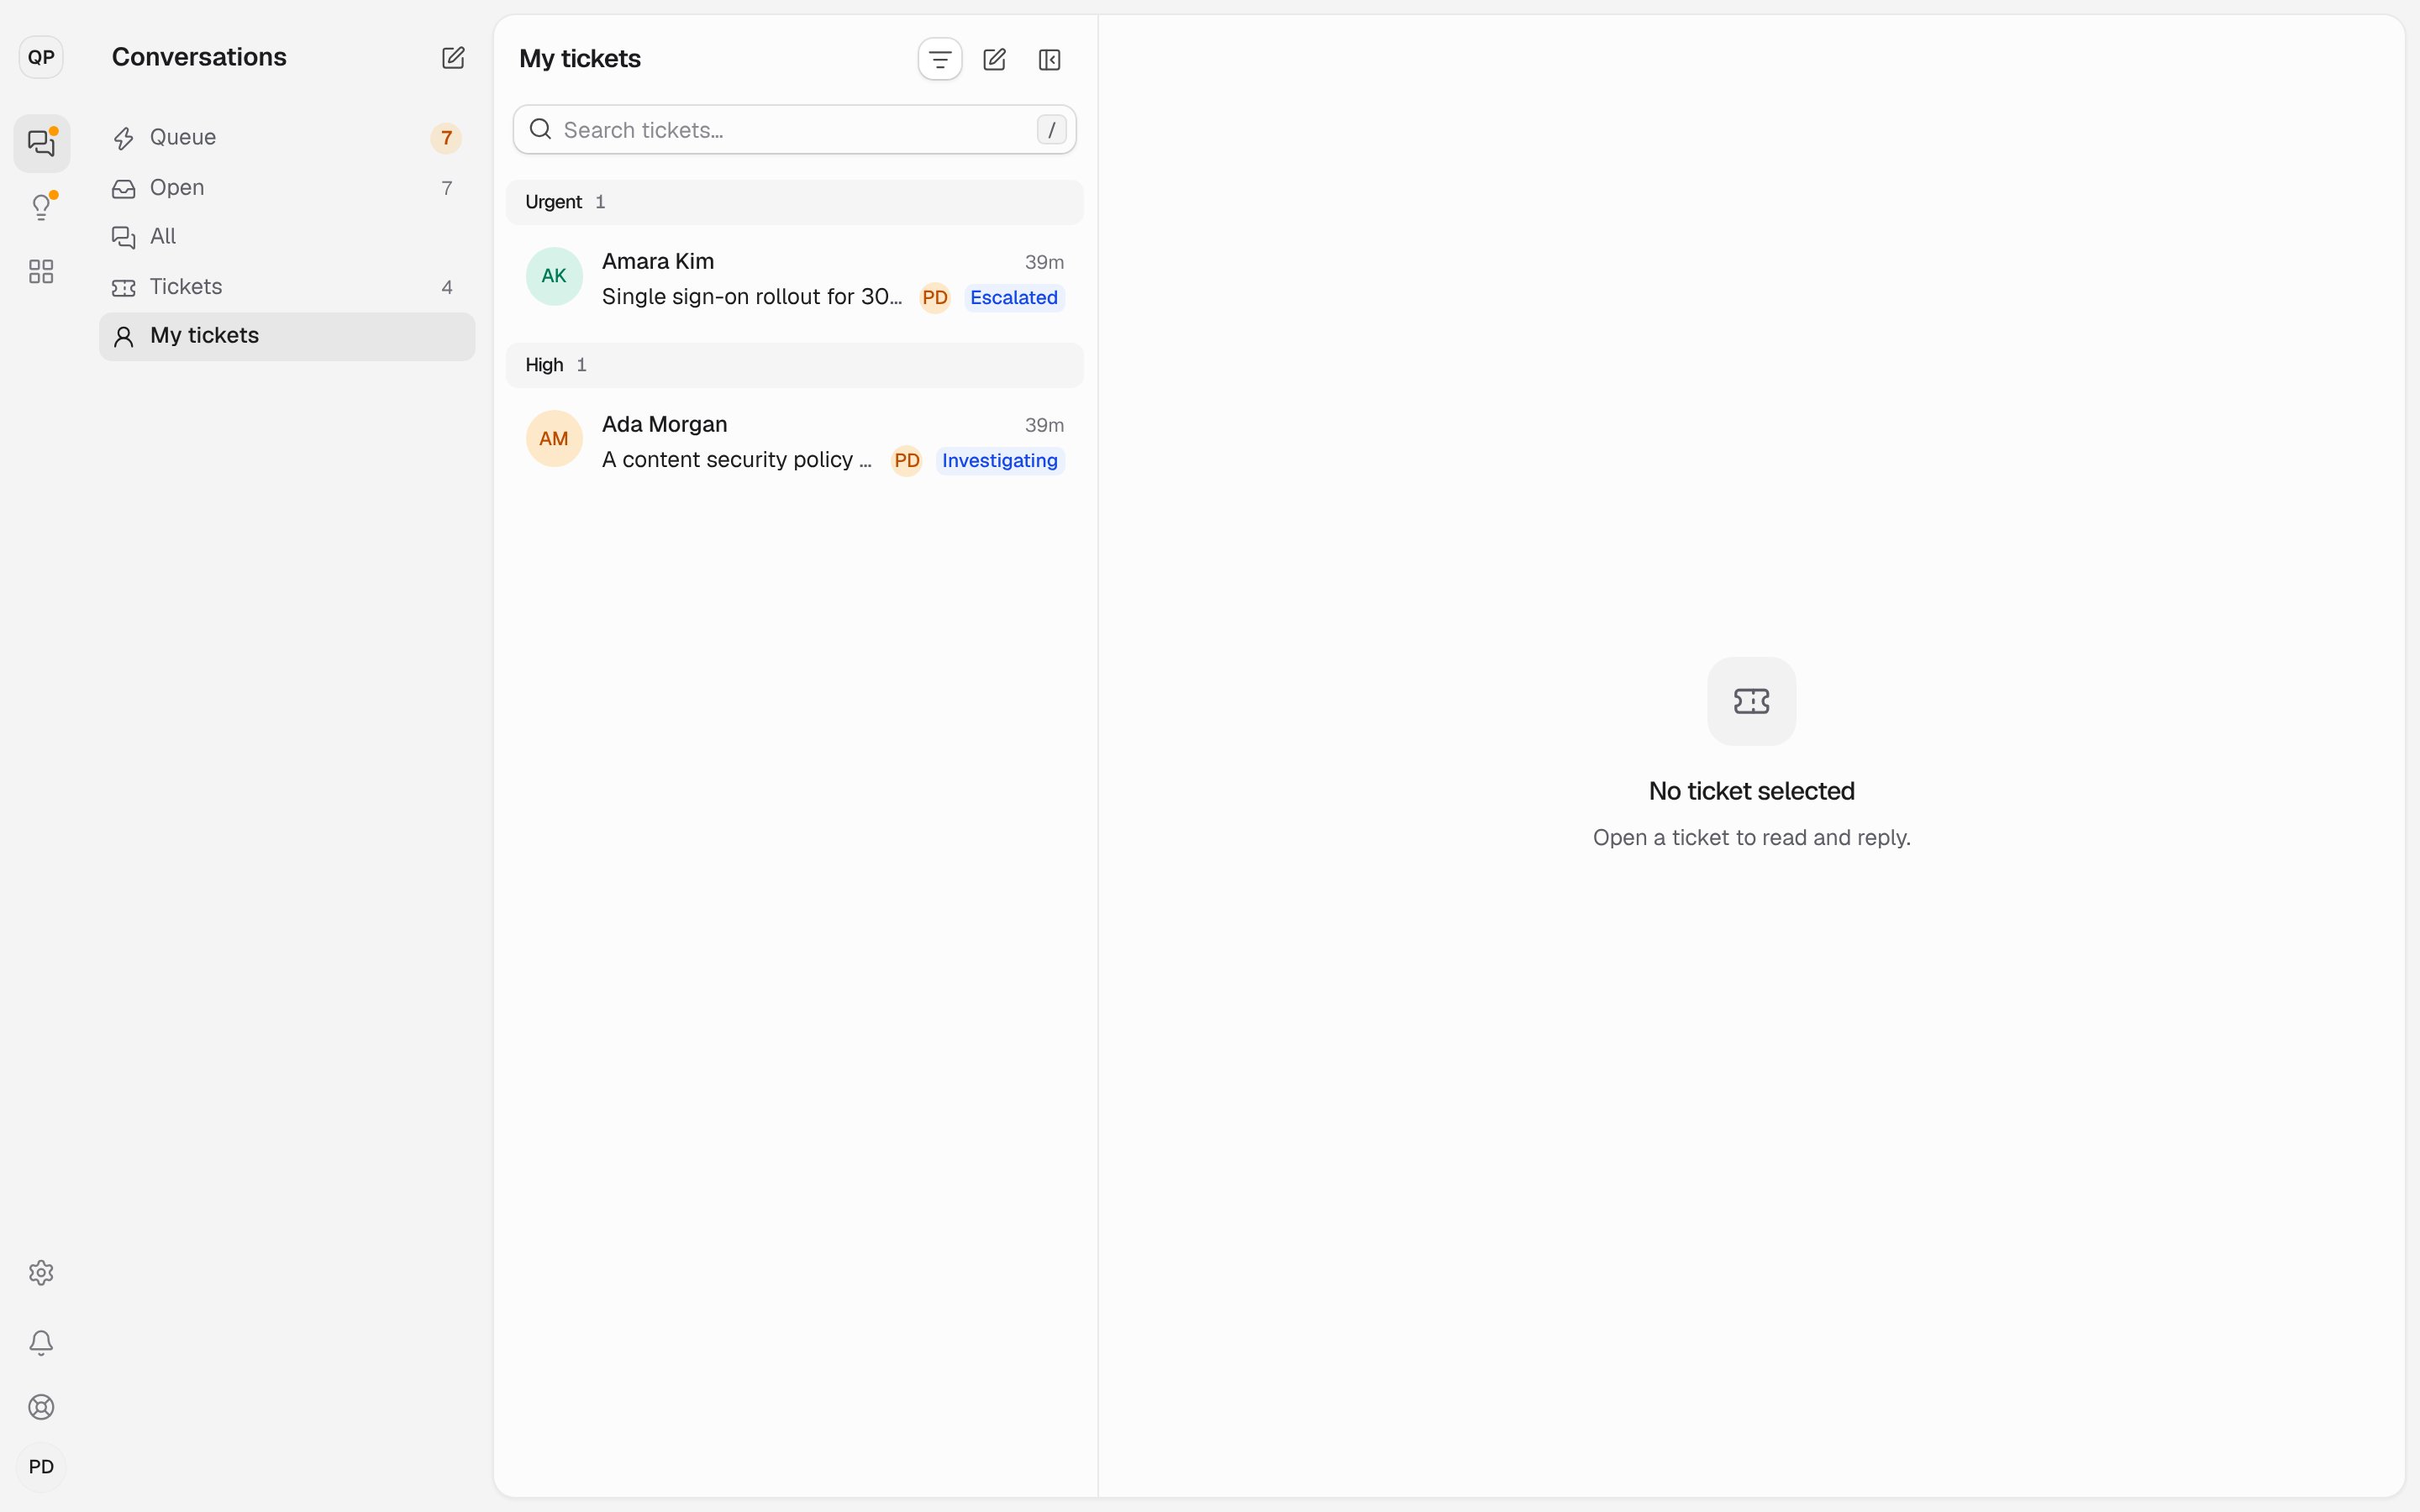 QP
Conversations
Queue 7
Open 7
All
Tickets 4
My tickets
PD
My tickets
Search tickets... /
Urgent 1
AK Amara Kim 39m
Single sign-on rollout for 30... PD Escalated
High 1
AM Ada Morgan 39m
A content security policy ... PD Investigating
No ticket selected
Open a ticket to read and reply.